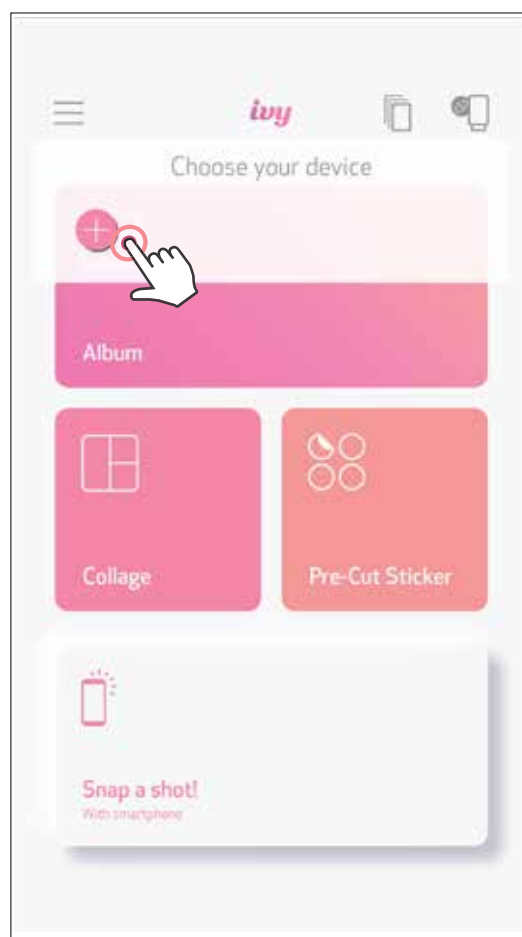 ivy
Choose your device
Album
Collage
Pre-Cut Sticker
Snap a shot!
With smartphone